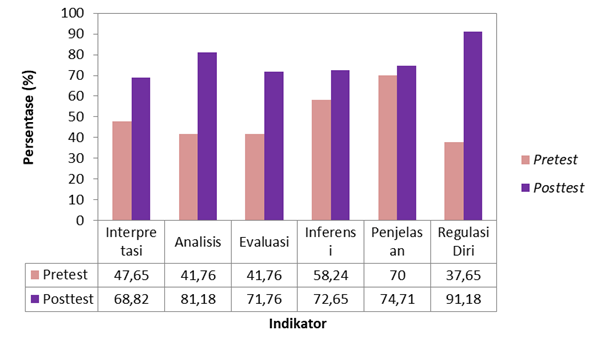 Persentase (%)
100
90
80
70
60
50
40
30
20
10
0
Interpre
tasi
Analisis
Evaluasi
Inferens
i
Penjelas
an
Regulasi
Diri
Pretest 47,65 41,76 41,76 58,24 70 37,65
Posttest 68,82 81,18 71,76 72,65 74,71 91,18
Indikator
Pretest
Posttest